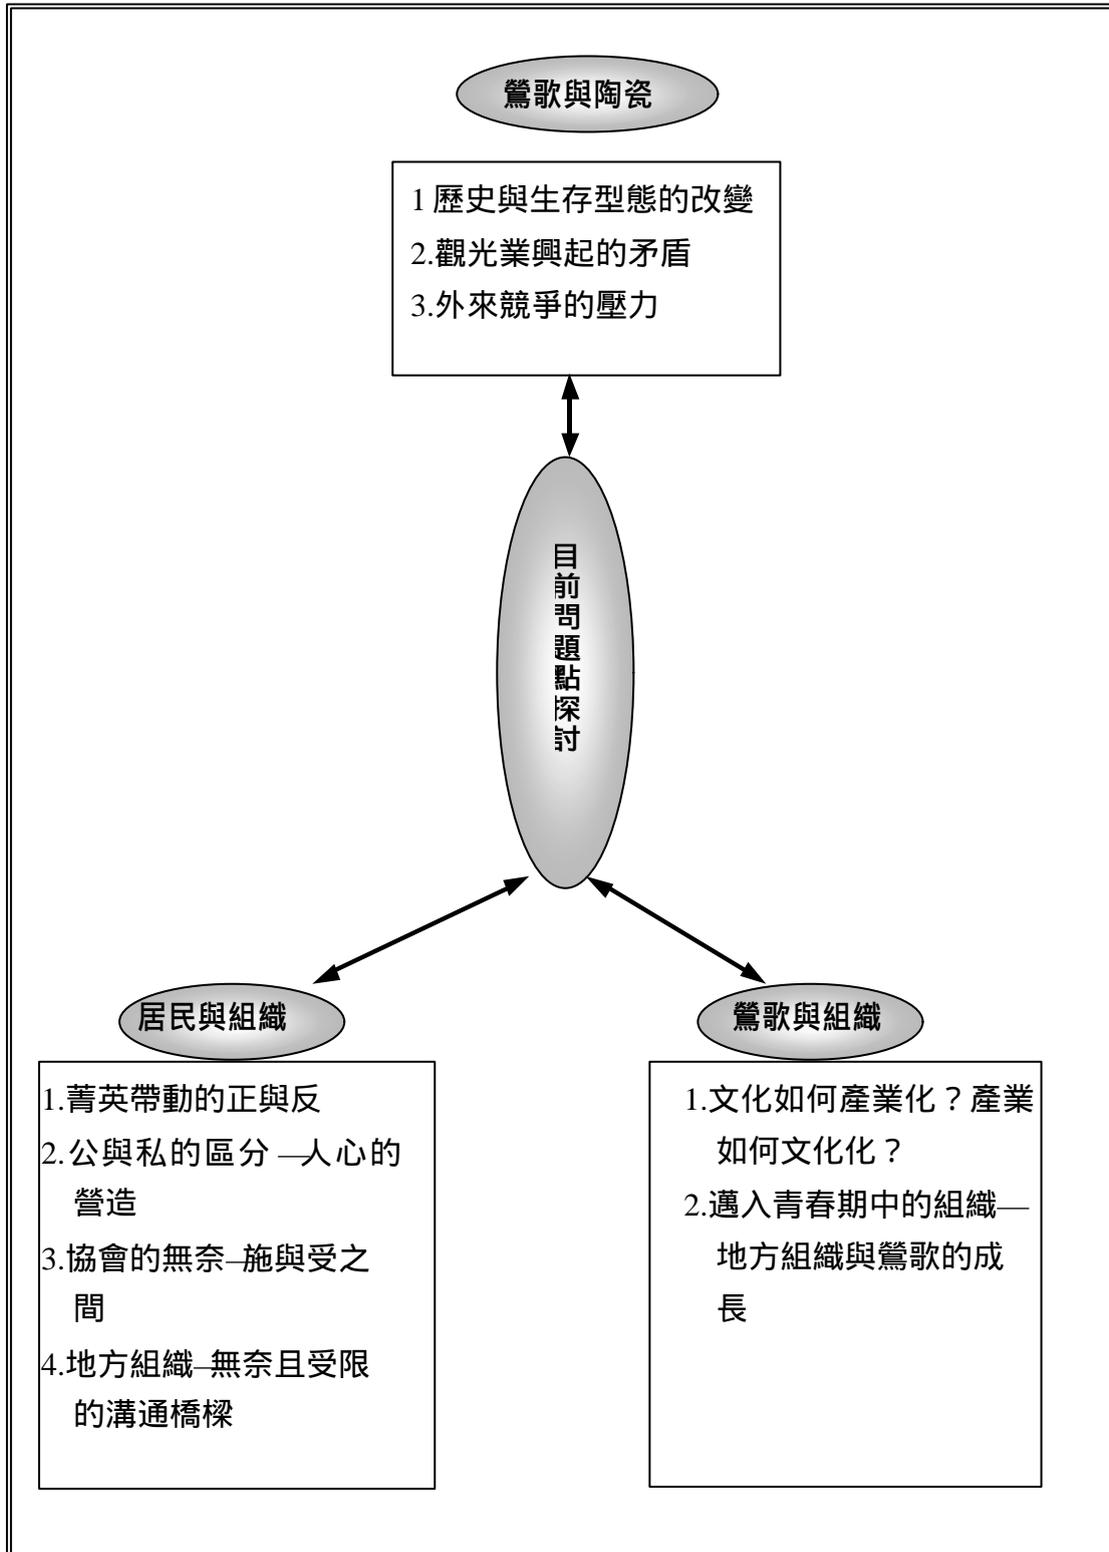 鶯歌與陶瓷
1 歷史與生存型態的改變
2.觀光業興起的矛盾
3.外來競爭的壓力
目前問題點探討
居民與組織
1.菁英帶動的正與反
2.公與私的區分—人心的
營造
3.協會的無奈—施與受之
間
4.地方組織—無奈且受限
的溝通橋樑
鶯歌與組織
1.文化如何產業化？產業
如何文化化？
2.邁入青春期中的組織—
地方組織與鶯歌的成
長